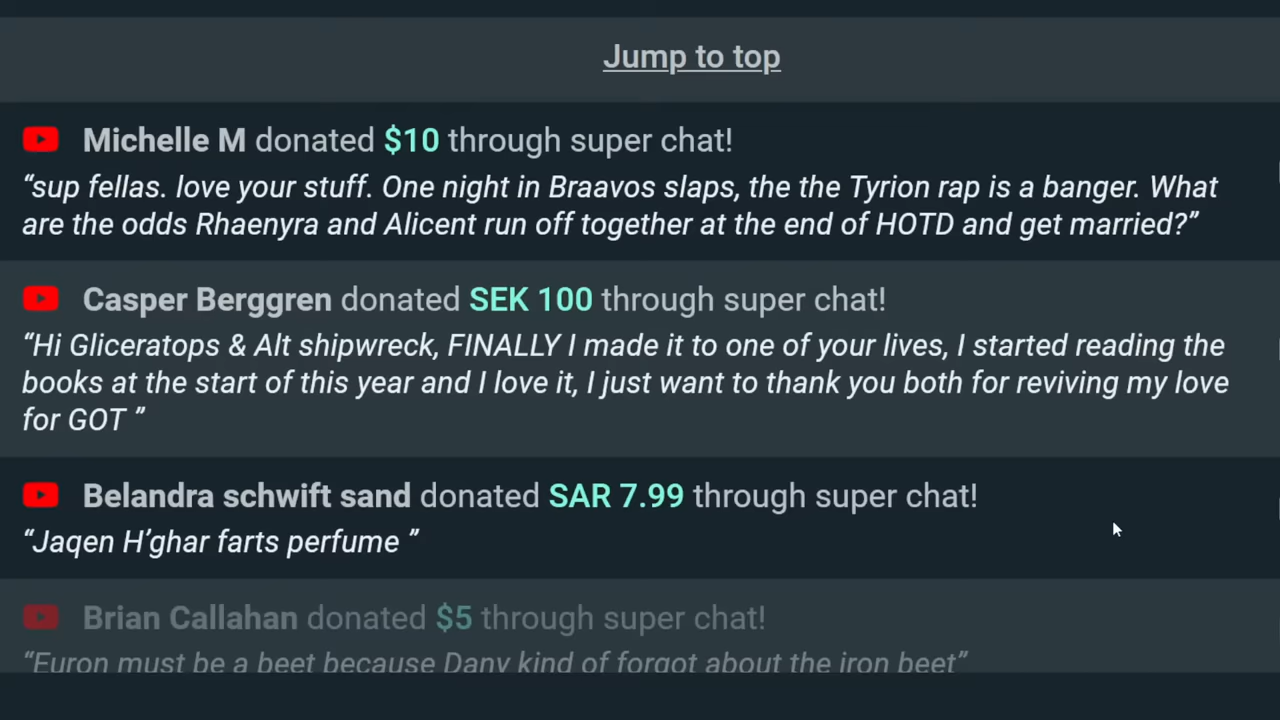 Jump to top
Michelle M donated $10 through super chat!
“sup fellas. love your stuff. One night in Braavos slaps, the the Tyrion rap is a banger. What
are the odds Rhaenyra and Alicent run off together at the end of HOTD and get married?”
Casper Berggren donated SEK 100 through super chat!
“Hi Gliceratops & Alt shipwreck, FINALLY I made it to one of your lives, I started reading the
books at the start of this year and I love it, I just want to thank you both for reviving my love
for GOT ”
Belandra schwift sand donated SAR 7.99 through super chat!
“Jaqen H’ghar farts perfume ”
Brian Callahan donated $5 through super chat!
“Euron must be a beet because Dany kind of forgot about the iron beet”